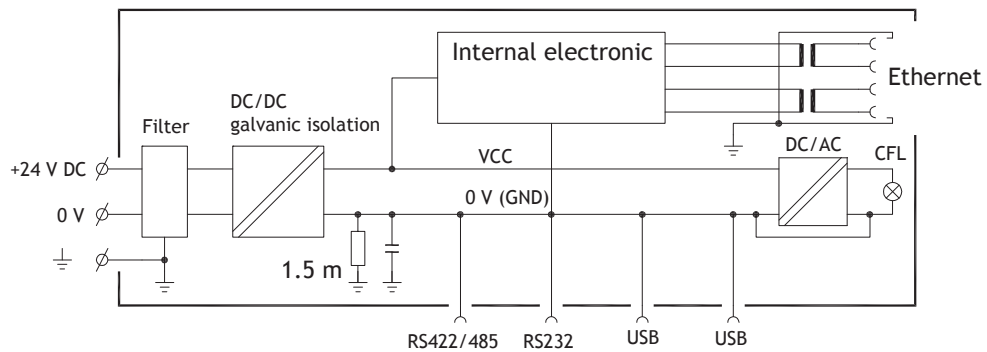 Internal electronic
Ethernet
DC/DC
galvanic isolation
Filter
DC/AC
CFL
VCC
+24 V DC
0 V (GND)
0 V
1.5 m
RS422/485
RS232
USB
USB